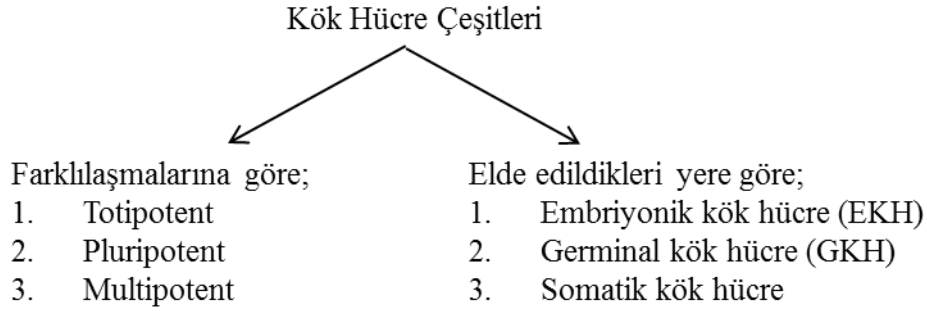 Kök Hücre Çeşitleri
Farklılaşmalarına göre;
1. Totipotent
2. Pluripotent
3. Multipotent
Elde edildikleri yere göre;
1. Embriyonik kök hücre (EKH)
2. Germinal kök hücre (GKH)
3. Somatik kök hücre